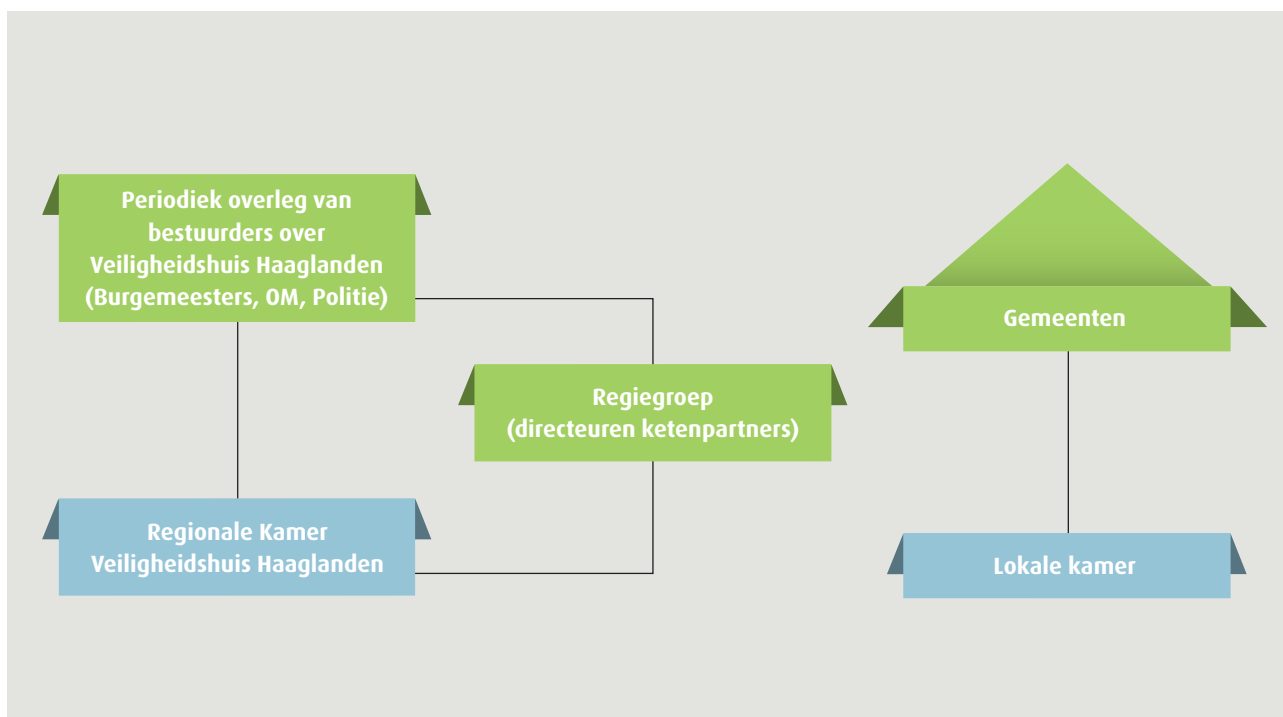 Periodiek overleg van
bestuurders over
Veiligheidshuis Haaglanden
(Burgemeesters, OM, Politie)
Gemeenten
Regiegroep
(directeuren ketenpartners)
Regionale Kamer
Veiligheidshuis Haaglanden
Lokale kamer